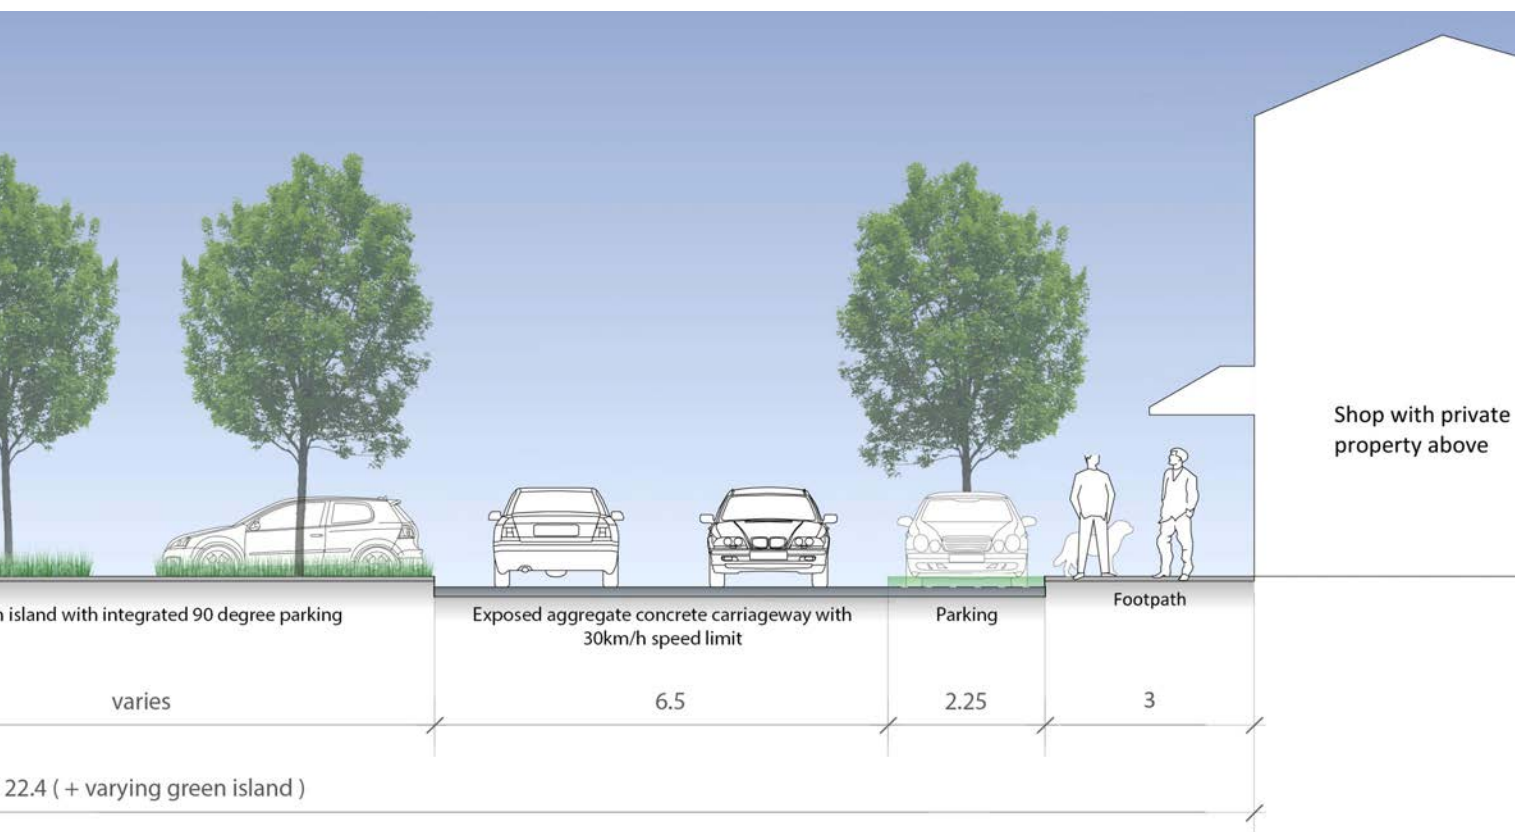 Shop with private
property above
island with integrated 90 degree parking
Exposed aggregate concrete carriageway with
30km/h speed limit
Parking
Footpath
varies
6.5
2.25
3
22.4 ( + varying green island )